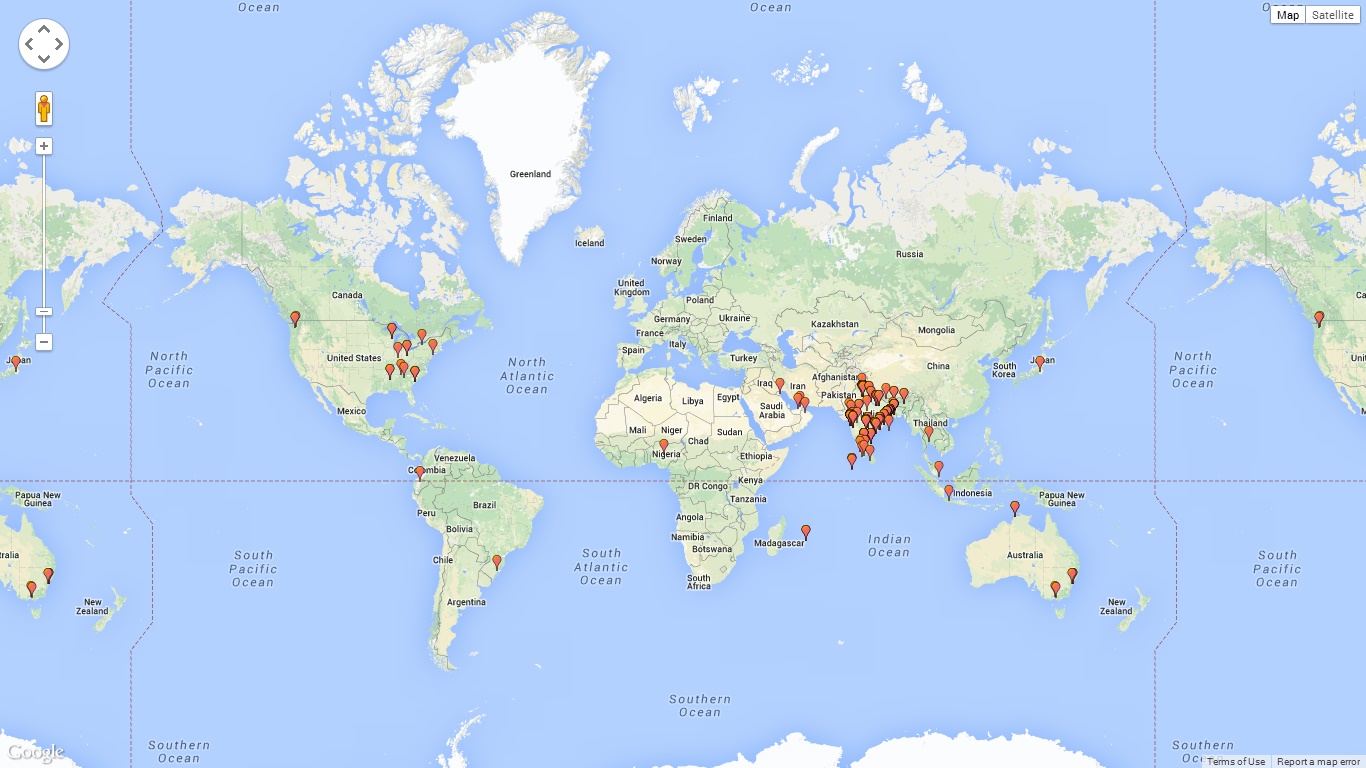 Ocean
Ocean
Map
Satellite
Greenland
Finland
Iceland
Sweden
Russia
Norway
United
Kingdom
Canada
Poland
Germany
Ukraine
Kazakhstan
Mongolia
France
Italy
Spain
Turkey
United States
North
Pacific
Ocean
North
Atlantic
Ocean
China
South
Korea
Japan
North
Pacific
Ocean
Iraq
Iran
Afghanistan
Pakistan
Algeria
Libya
Egypt
Saudi
Arabia
Mexico
Mali
Niger
Chad
Sudan
Thailand
Nigeria
Ethiopia
Venezuela
Colombia
DR Congo
Kenya
Tanzania
Indonesia
Papua New
Guinea
Papua New
Guinea
Brazil
Peru
Bolivia
Angola
Namibia
Botswana
Madagascar
Indian
Ocean
Australia
Chile
South
Pacific
Ocean
South
Atlantic
Ocean
South
Africa
South
Pacific
Ocean
Argentina
New
Zealand
New
Zealand
Southern
Ocean
Southern
Ocean
Southern
Google
Terms of Use
Report a map error